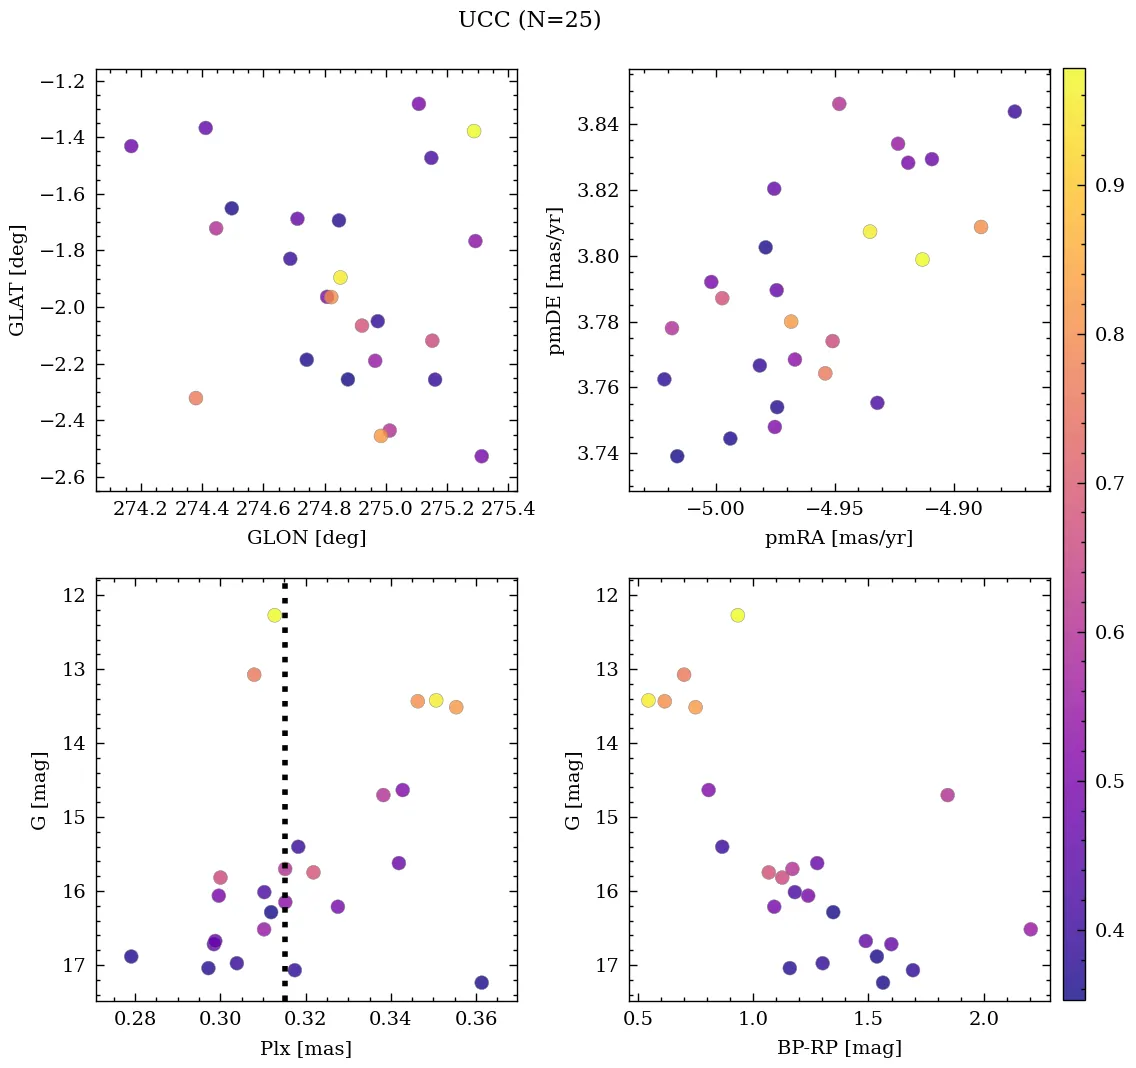 UCC (N=25)
−1.2
−1.4
−1.6
−1.8
−2.0
−2.2
−2.4
−2.6
GLAT [deg]
274.2 274.4 274.6 274.8 275.0 275.2 275.4
GLON [deg]
3.84
3.82
3.80
3.78
3.76
3.74
pmDE [mas/yr]
−5.00 −4.95 −4.90
pmRA [mas/yr]
0.9
0.8
0.7
0.6
0.5
0.4
12
13
14
15
16
17
G [mag]
0.28 0.30 0.32 0.34 0.36
Plx [mas]
12
13
14
15
16
17
G [mag]
0.5 1.0 1.5 2.0
BP-RP [mag]